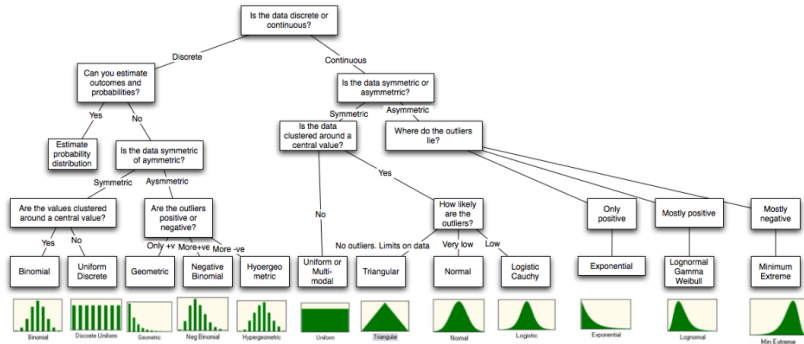 Is the data discrete or
continuous?
Discrete
Continuous
Can you estimate
outcomes and
probabilities?
Is the data symmetric or
asymmetrric?
Yes
No
Symmetric
Asymmetric
Estimate
probability
distribution
Is the data symmetric
of aymetric?
Is the data
clustered around a
central value?
Where do the outliers
lie?
Symmetric
Aysmmetric
No
Yes
Are the values clustered
around a central value?
Are the outliers
positive or
negative?
How likely
are the
outliers?
Only
positive
Mostly positive
Mostly
negative
Yes
No
Only +v
More+ve
More -ve
No outliers. Limits on data
Very low
Low
Binomial
Uniform
Discrete
Geometric
Negative
Binomial
Hyoergeo
metric
Uniform or
Multi-
modal
Triangular
Normal
Logistic
Cauchy
Exponential
Lognormal
Gamma
Weibull
Minimum
Extreme
Binomial
Discrete Uniform
Geometric
Neg Binomial
Hypergeometric
Uniform
Triangular
Normal
Logistic
Exponential
Lognormal
Min Extreme